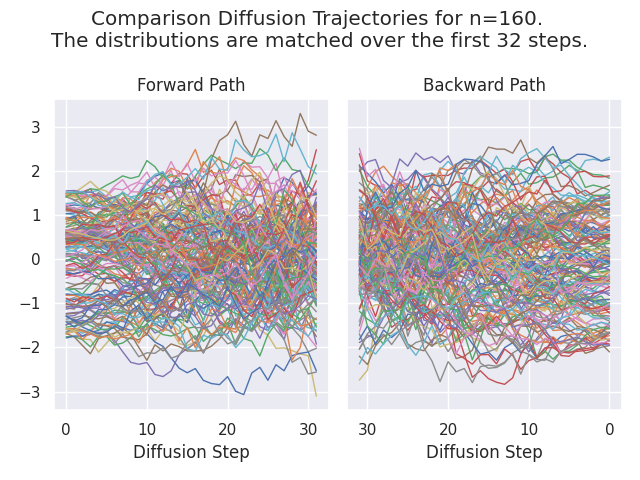 Comparison Diffusion Trajectories for n=160.
The distributions are matched over the first 32 steps.
Forward Path
Backward Path
3
2
1
0
−1
−2
−3
0 10 20 30
30 20 10 0
Diffusion Step
Diffusion Step